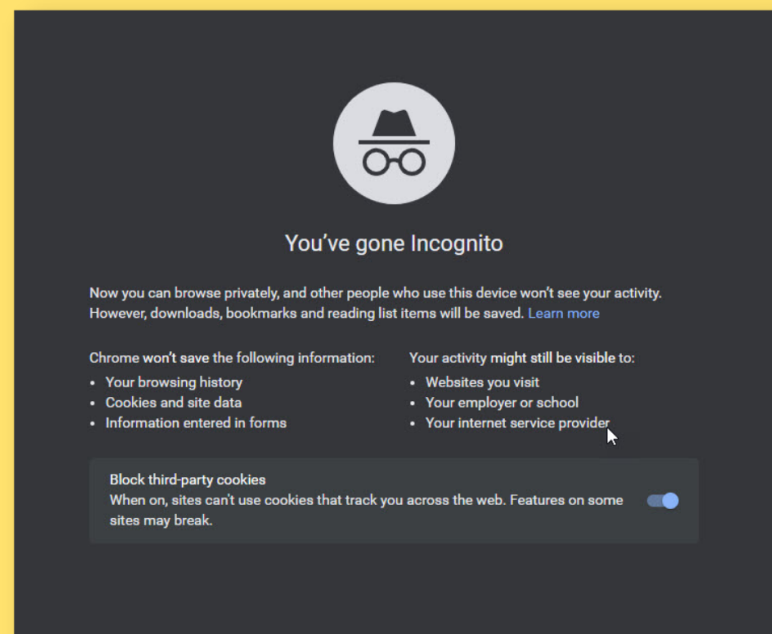 You've gone Incognito
Now you can browse privately, and other people who use this device won't see your activity.
However, downloads, bookmarks and reading list items will be saved. Learn more
Chrome won't save the following information:
• Your browsing history
• Cookies and site data
• Information entered in forms
Your activity might still be visible to:
• Websites you visit
• Your employer or school
• Your internet service provider
Block third-party cookies
When on, sites can't use cookies that track you across the web. Features on some
sites may break.